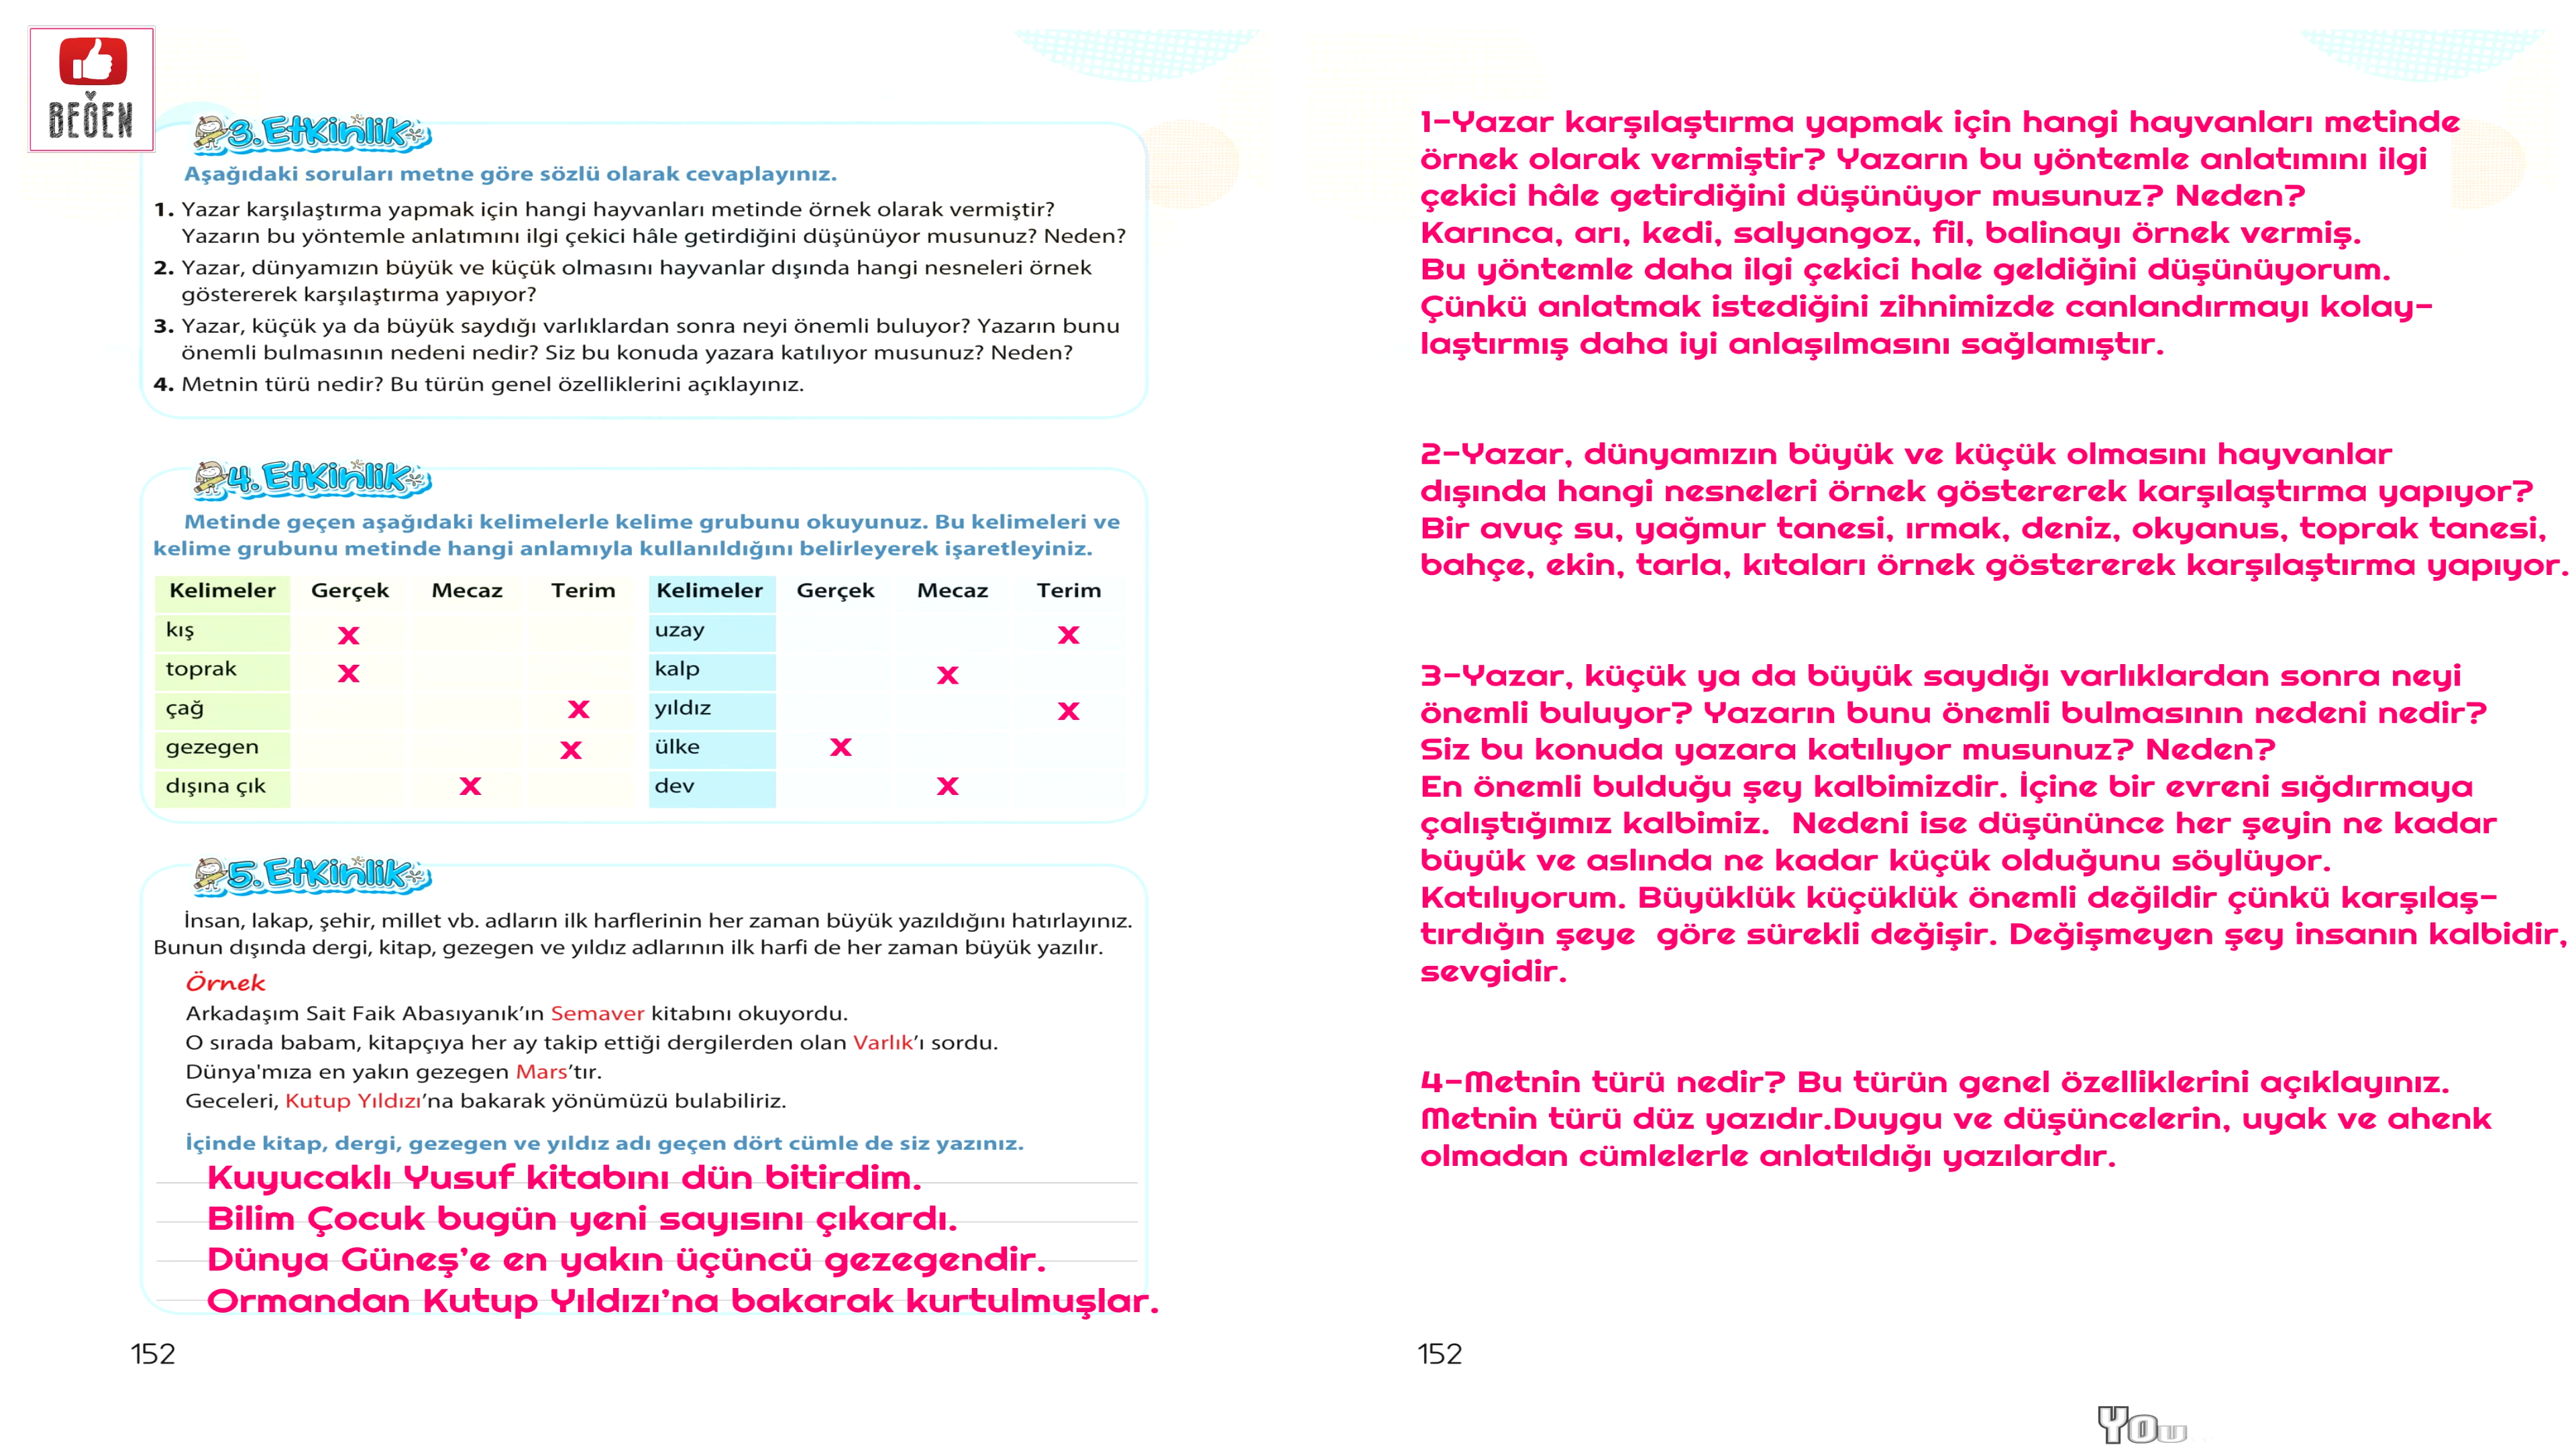 BEĞEN
3. Etkinlik
Aşağıdaki soruları metne göre sözlü olarak cevaplayınız.
1. Yazar karşılaştırma yapmak için hangi hayvanları metinde örnek olarak vermiştir?
Yazarın bu yöntemle anlatımını ilgi çekici hâle getirdiğini düşünüyor musunuz? Neden?
2. Yazar, dünyamızın büyük ve küçük olmasını hayvanlar dışında hangi nesneleri örnek
göstererek karşılaştırma yapıyor?
3. Yazar, küçük ya da büyük saydığı varlıklardan sonra neyi önemli buluyor? Yazarın bunu
önemli bulmasının nedeni nedir? Siz bu konuda yazara katılıyor musunuz? Neden?
4. Metnin türü nedir? Bu türün genel özelliklerini açıklayınız.
4. Etkinlik
Metinde geçen aşağıdaki kelimelerle kelime grubunu okuyunuz. Bu kelimeleri ve
kelime grubunu metinde hangi anlamıyla kullanıldığını belirleyerek işaretleyiniz.
Kelimeler Gerçek Mecaz Terim Kelimeler Gerçek Mecaz Terim
kış x uzay x
toprak x kalp x
çağ x yıldız x
gezegen x ülke x
dışına çık x dev x
5. Etkinlik
İnsan, lakap, şehir, millet vb. adların ilk harflerinin her zaman büyük yazıldığını hatırlayınız.
Bunun dışında dergi, kitap, gezegen ve yıldız adlarının ilk harfi de her zaman büyük yazılır.
Örnek
Arkadaşım Sait Faik Abasıyanık’ın Semaver kitabını okuyordu.
O sırada babam, kitapçıya her ay takip ettiği dergilerden olan Varlık’ı sordu.
Dünya'mıza en yakın gezegen Mars’tır.
Geceleri, Kutup Yıldızı’na bakarak yönümüzü bulabiliriz.
İçinde kitap, dergi, gezegen ve yıldız adı geçen dört cümle de siz yazınız.
Kuyucaklı Yusuf kitabını dün bitirdim.
Bilim Çocuk bugün yeni sayısını çıkardı.
Dünya Güneş’e en yakın üçüncü gezegendir.
Ormandan Kutup Yıldızı’na bakarak kurtulmuşlar.
152
1-Yazar karşılaştırma yapmak için hangi hayvanları metinde
örnek olarak vermiştir? Yazarın bu yöntemle anlatımını ilgi
çekici hâle getirdiğini düşünüyor musunuz? Neden?
Karınca, arı, kedi, salyangoz, fil, balinayı örnek vermiş.
Bu yöntemle daha ilgi çekici hale geldiğini düşünüyorum.
Çünkü anlatmak istediğini zihnimizde canlandırmayı kolay-
laştırmış daha iyi anlaşılmasını sağlamıştır.
2-Yazar, dünyamızın büyük ve küçük olmasını hayvanlar
dışında hangi nesneleri örnek göstererek karşılaştırma yapıyor?
Bir avuç su, yağmur tanesi, ırmak, deniz, okyanus, toprak tanesi,
bahçe, ekin, tarla, kıtaları örnek göstererek karşılaştırma yapıyor.
3-Yazar, küçük ya da büyük saydığı varlıklardan sonra neyi
önemli buluyor? Yazarın bunu önemli bulmasının nedeni nedir?
Siz bu konuda yazara katılıyor musunuz? Neden?
En önemli bulduğu şey kalbimizdir. İçine bir evreni sığdırmaya
çalıştığımız kalbimiz. Nedeni ise düşününce her şeyin ne kadar
büyük ve aslında ne kadar küçük olduğunu söylüyor.
Katılıyorum. Büyüklük küçüklük önemli değildir çünkü karşılaş-
tırdığın şeye göre sürekli değişir. Değişmeyen şey insanın kalbidir,
sevgidir.
4-Metnin türü nedir? Bu türün genel özelliklerini açıklayınız.
Metnin türü düz yazıdır.Duygu ve düşüncelerin, uyak ve ahenk
olmadan cümlelerle anlatıldığı yazılardır.
152
You